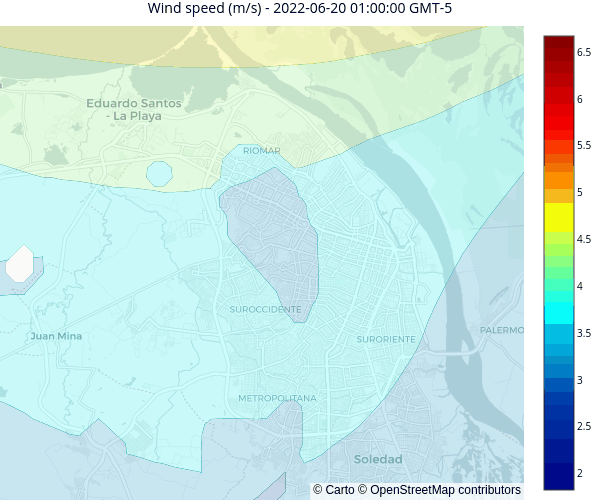 Wind speed (m/s) - 2022-06-20 01:00:00 GMT-5
6.5
6
5.5
5
4.5
4
3.5
3
2.5
2
Eduardo Santos
- La Playa
RIOMAR
SUROCCIDENTE
Juan Mina
SURORIENTE
PALERMO
METROPOLITANA
Soledad
© Carto © OpenStreetMap contributors